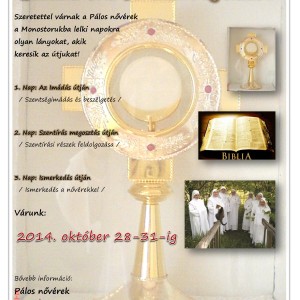 Szeretettel várnak a Pálos nővérek
a Monostorukba lelki napokra
olyan lányokat, akik
keresik az útjukat!
1. Nap: Az Imádás útján
/ Szentségimádás és beszélgetés /
2. Nap: Szentírás megosztás útján
/ Szentírási részek feldolgozása /
BIBLIA
3. Nap: Ismerkedés útján
/ Ismerkedés a nővérekkel /
Várunk:
2014. október 28-31-ig
Bővebb információ:
Pálos nővérek